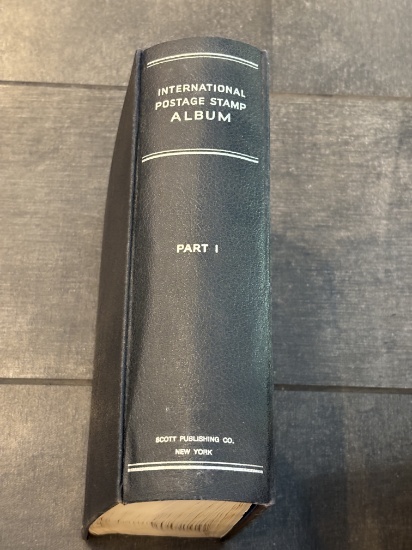 INTERNATIONAL
POSTAGE STAMP
ALBUM
PART I
SCOTT PUBLISHING CO.
NEW YORK